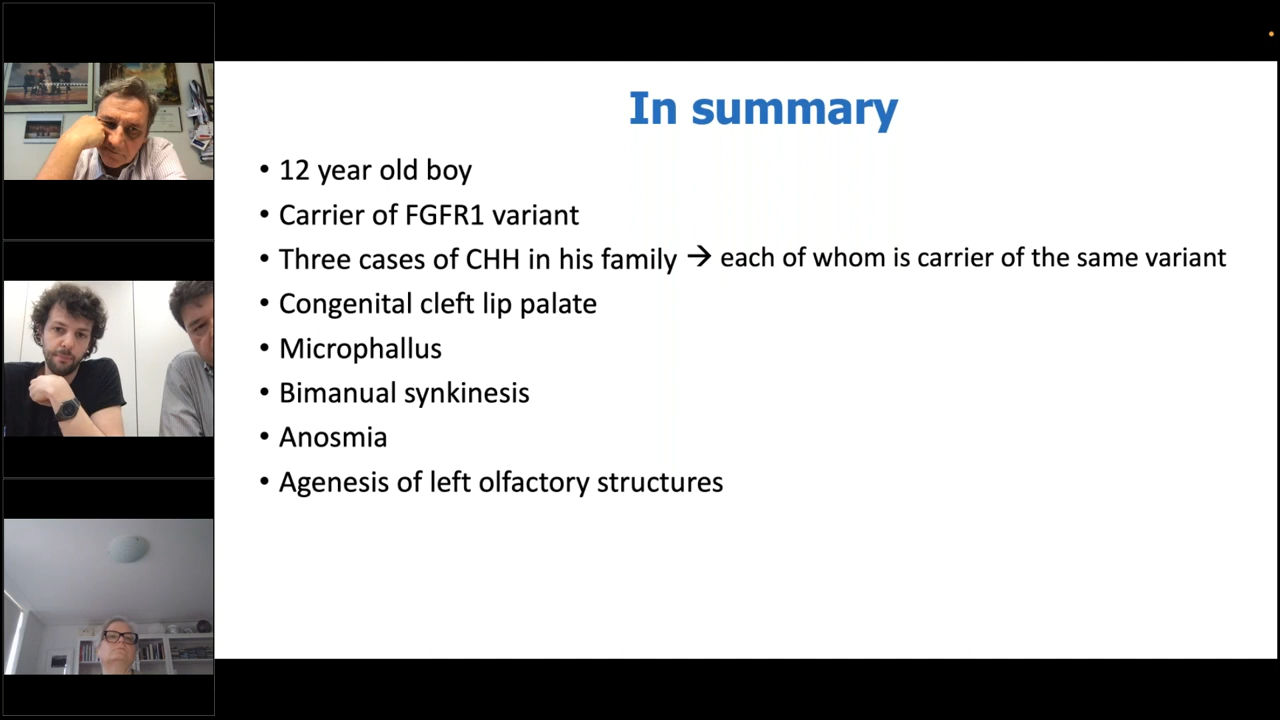 In summary
• 12 year old boy
• Carrier of FGFR1 variant
• Three cases of CHH in his family → each of whom is carrier of the same variant
• Congenital cleft lip palate
• Microphallus
• Bimanual synkinesis
• Anosmia
• Agenesis of left olfactory structures